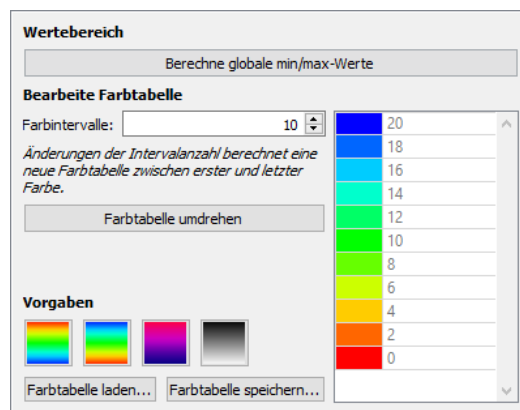 Wertebereich
Berechne globale min/max-Werte
Bearbeite Farbtabelle
Farbintervalle: 10
Änderungen der Intervalanzahl berechnet eine
neue Farbtabelle zwischen erster und letzter
Farbe.
Farbtabelle umdrehen
Vorgaben
Farbtabelle laden... Farbtabelle speichern...
20
18
16
14
12
10
8
6
4
2
0